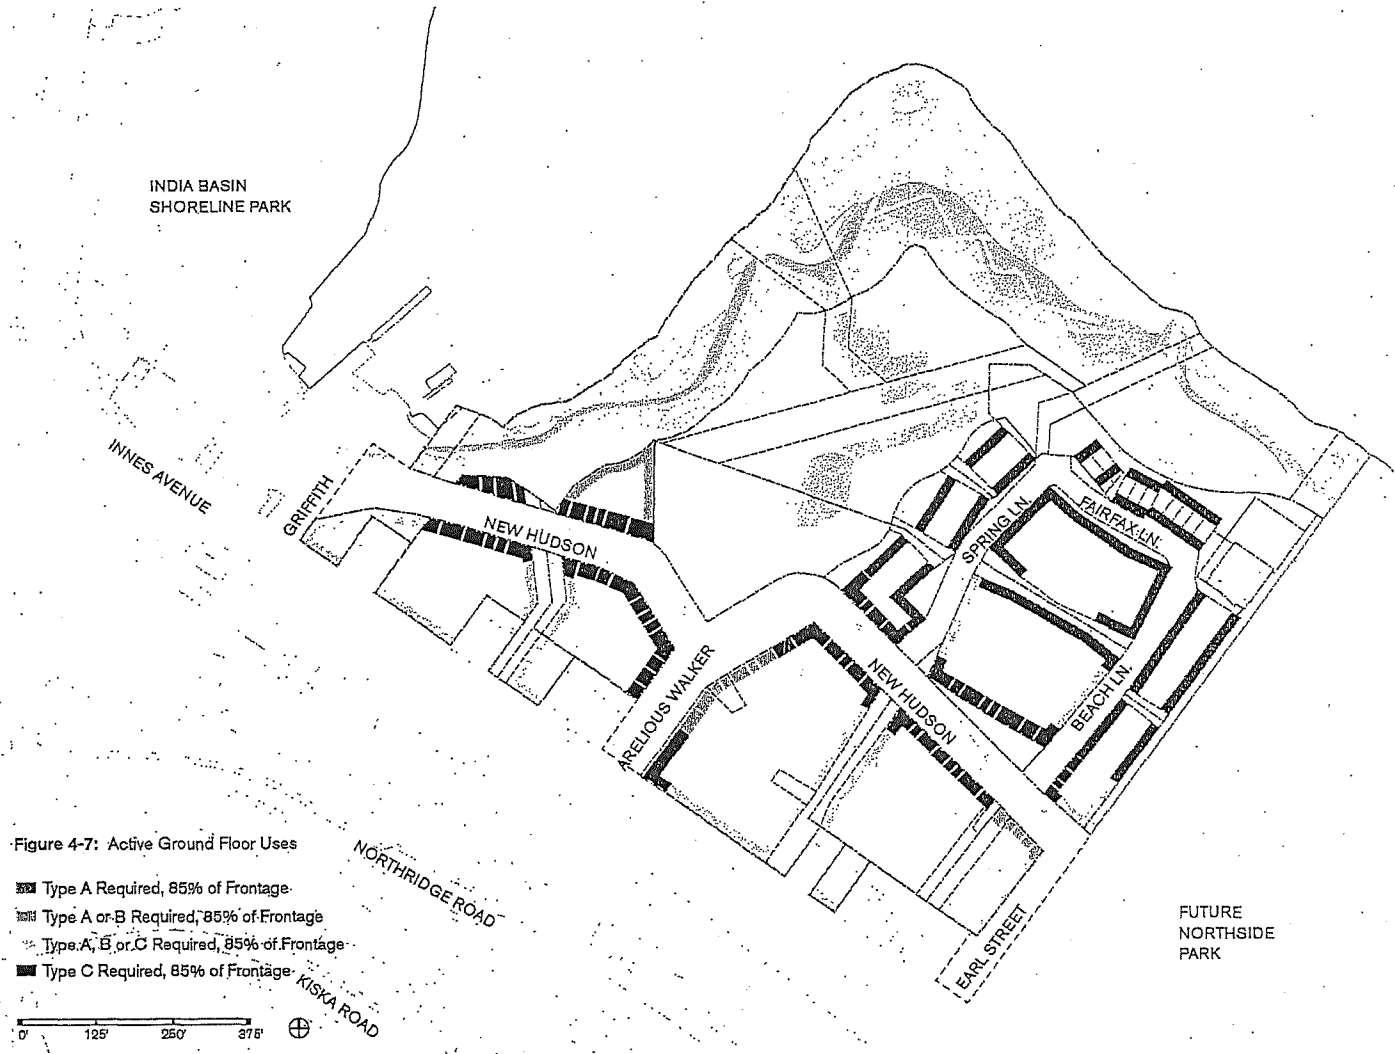 INDIA BASIN
SHORELINE PARK
INNES AVENUE
GRIFFITH
NEW HUDSON
SPRING LN.
FAIRFAX LN.
ARELIOUS WALKER
NEW HUDSON
BEACH LN.
Figure 4-7: Active Ground Floor Uses
Type A Required, 85% of Frontage
Type A or B Required, 85% of Frontage
Type A, B or C Required, 85% of Frontage
Type C Required, 85% of Frontage
NORTHRIDGE ROAD
KISKA ROAD
EARL STREET
FUTURE
NORTHSIDE
PARK
0' 125' 250' 375'